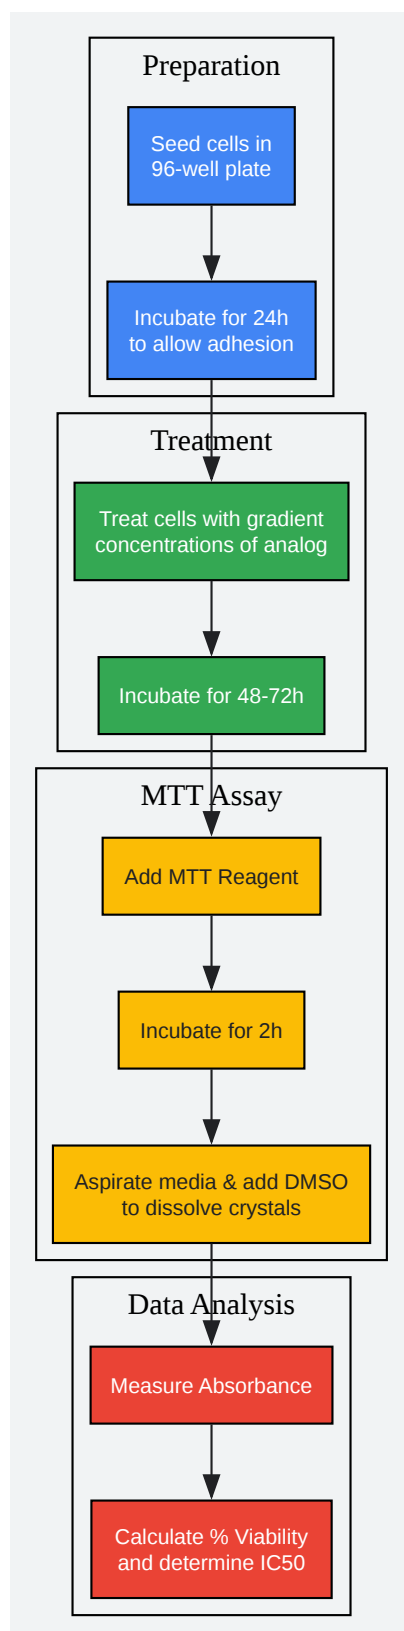 Preparation
Seed cells in
96-well plate
Incubate for 24h
to allow adhesion
Treatment
Treat cells with gradient
concentrations of analog
Incubate for 48-72h
MTT Assay
Add MTT Reagent
Incubate for 2h
Aspirate media & add DMSO
to dissolve crystals
Data Analysis
Measure Absorbance
Calculate % Viability
and determine IC50